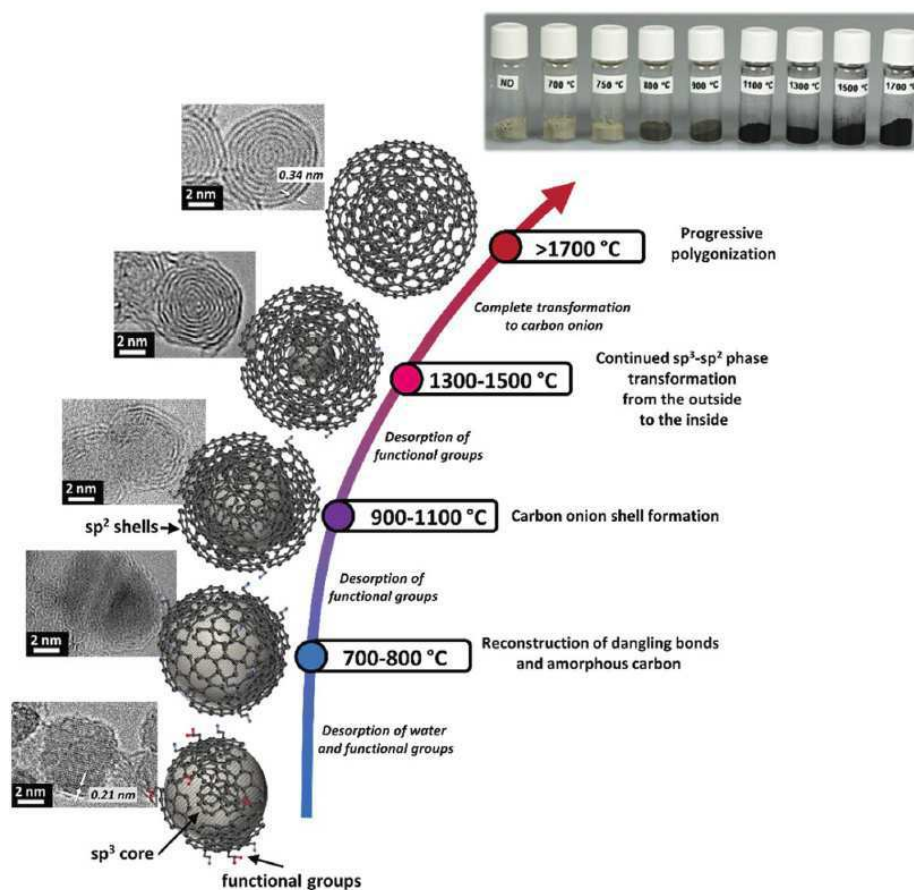 ND
700 °C
750 °C
800 °C
900 °C
1100 °C
1300 °C
1500 °C
1700 °C
0.34 nm
2 nm
>1700 °C
Progressive
polygonization
Complete transformation
to carbon onion
2 nm
1300-1500 °C
Continued sp³-sp² phase
transformation
from the outside
to the inside
Desorption of
functional groups
2 nm
sp² shells
900-1100 °C
Carbon onion shell formation
Desorption of
functional groups
2 nm
700-800 °C
Reconstruction of dangling bonds
and amorphous carbon
Desorption of water
and functional groups
2 nm
0.21 nm
sp³ core
functional groups